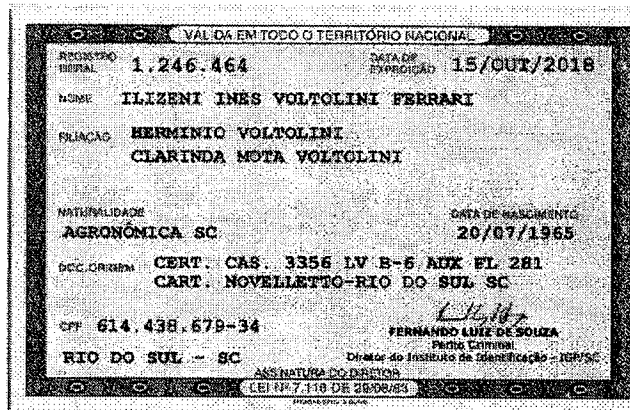 VÁLIDA EM TODO O TERRITÓRIO NACIONAL
REGISTRO GERAL 1.246.464 DATA DE EXPEDIÇÃO 15/OUT/2018
NOME ILIZENI INES VOLTOLINI FERRARI
FILIAÇÃO HERMINIO VOLTOLINI
CLARINDA MOTA VOLTOLINI
NATURALIDADE DATA DE NASCIMENTO
AGRONÔMICA SC 20/07/1965
DOC. ORIGEM CERT. CAS. 3356 LV B-6 AUX FL 281
CART. NOVELLETTO-RIO DO SUL SC
CPF 614.438.679-34
FERNANDO LUIZ DE SOUZA
Perito Criminal
RIO DO SUL - SC Diretor do Instituto de Identificação - IGP/SC
ASSINATURA DO DIRETOR
LEI Nº 7.116 DE 29/08/83